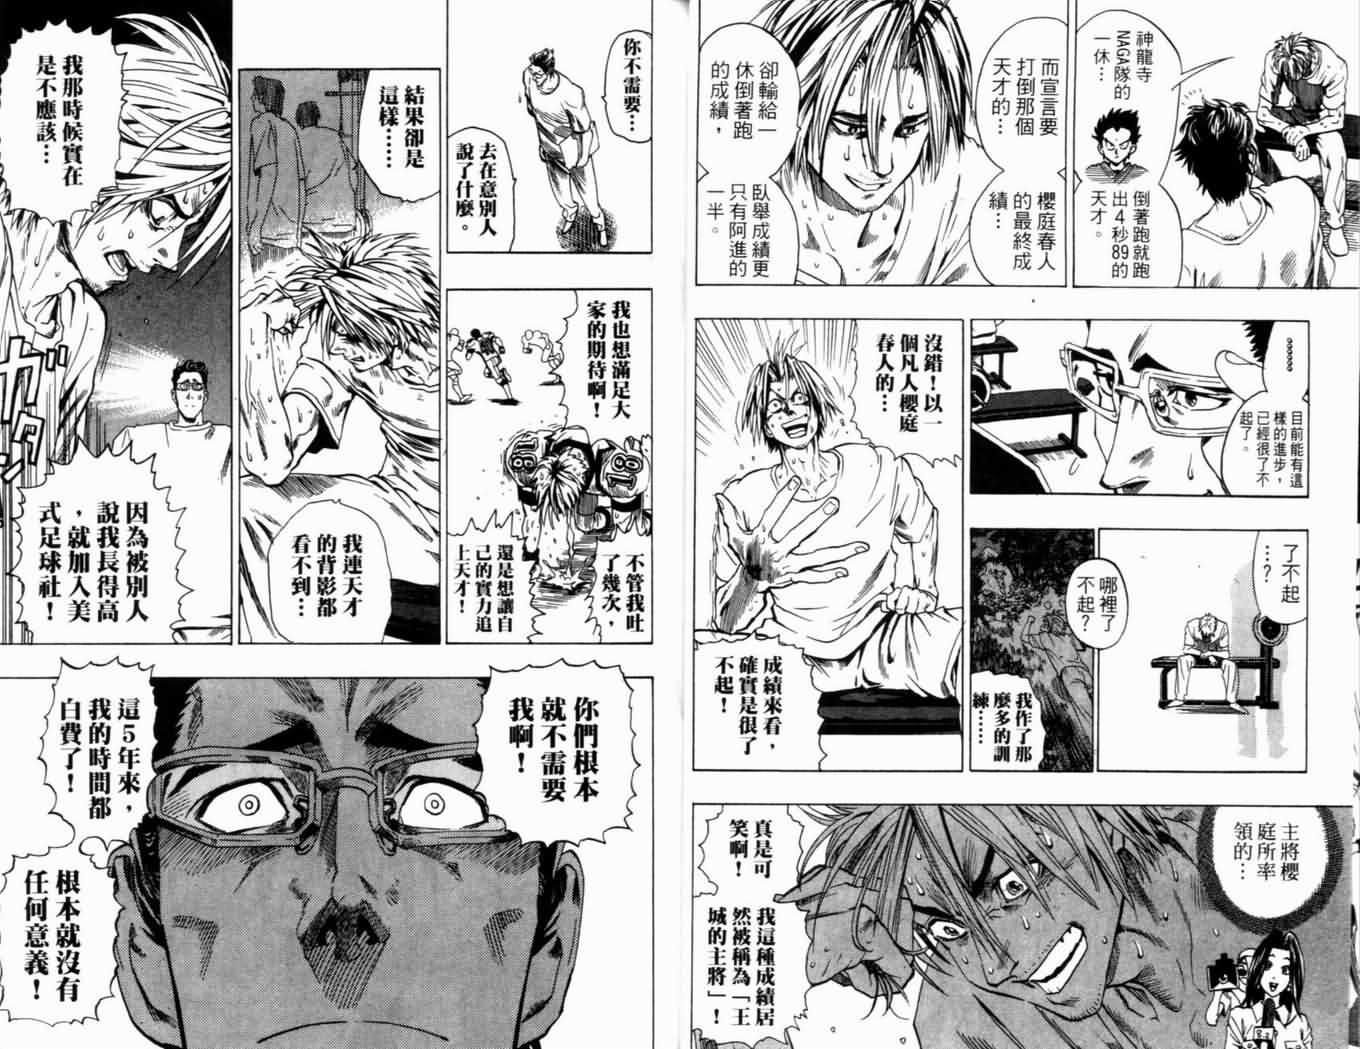 神龍寺
NAGA隊的
一休…
倒著跑就跑
出4秒89的
天才。
而宣言要
打倒那個
天才的…
櫻庭春人
的最終成
績…
卻輸給一
休倒著跑
的成績，
臥舉成績更
只有阿進的
一半。
……
目前能有這
樣的進步，
已經很了不
起了。
沒錯！以一
個凡人櫻庭
春人的…
成績來看，
確實是很了
不起！
了不起
…？
哪裡了
不起？
我作了那
麼多的訓
練……
主將櫻
庭所率
領的…
真是可
笑啊！
我這種成績居
然被稱為「王
城的主將」！
你不需要…
去在意別人
說了什麼。
我也想滿足大
家的期待啊！
不管我吐
了幾次，
還是想讓自
己的實力追
上天才！
結果卻是
這樣……
我連天才
的背影都
看不到…
我那時候實在
是不應該…
ガタン
因為被別人
說我長得高
，就加入美
式足球社！
你們根本
就不需要
我啊！
這5年來，
我的時間都
白費了！
根本就沒有
任何意義！